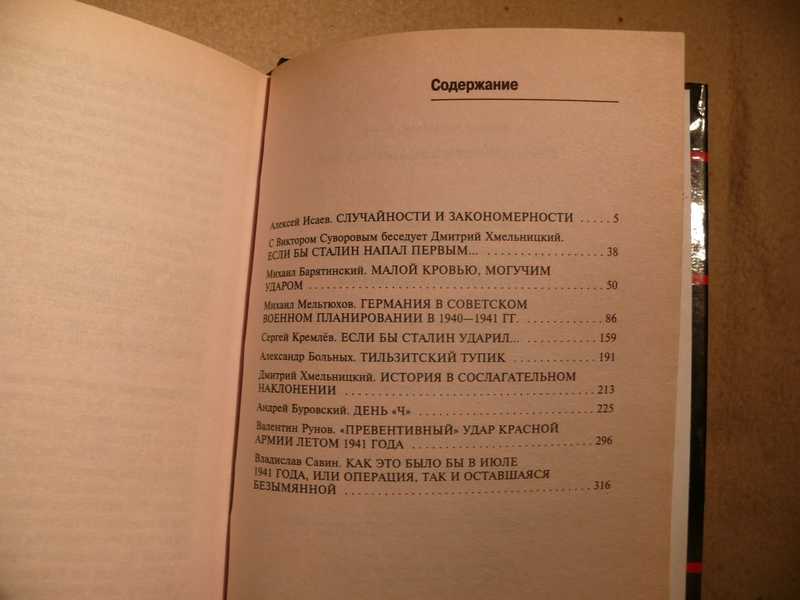 Содержание
Алексей Исаев. СЛУЧАЙНОСТИ И ЗАКОНОМЕРНОСТИ ..... 5
С Виктором Суворовым беседует Дмитрий Хмельницкий.
ЕСЛИ БЫ СТАЛИН НАПАЛ ПЕРВЫМ... .................. 38
Михаил Барятинский. МАЛОЙ КРОВЬЮ, МОГУЧИМ
УДАРОМ .............................................. 50
Михаил Мельтюхов. ГЕРМАНИЯ В СОВЕТСКОМ
ВОЕННОМ ПЛАНИРОВАНИИ В 1940—1941 ГГ. ............ 86
Сергей Кремлёв. ЕСЛИ БЫ СТАЛИН УДАРИЛ... ........... 159
Александр Больных. ТИЛЬЗИТСКИЙ ТУПИК .............. 191
Дмитрий Хмельницкий. ИСТОРИЯ В СОСЛАГАТЕЛЬНОМ
НАКЛОНЕНИИ ........................................ 213
Андрей Буровский. ДЕНЬ «Ч» ........................... 225
Валентин Рунов. «ПРЕВЕНТИВНЫЙ» УДАР КРАСНОЙ
АРМИИ ЛЕТОМ 1941 ГОДА ............................ 296
Владислав Савин. КАК ЭТО БЫЛО БЫ В ИЮЛЕ
1941 ГОДА, ИЛИ ОПЕРАЦИЯ, ТАК И ОСТАВШАЯСЯ
БЕЗЫМЯННОЙ ...................................... 316